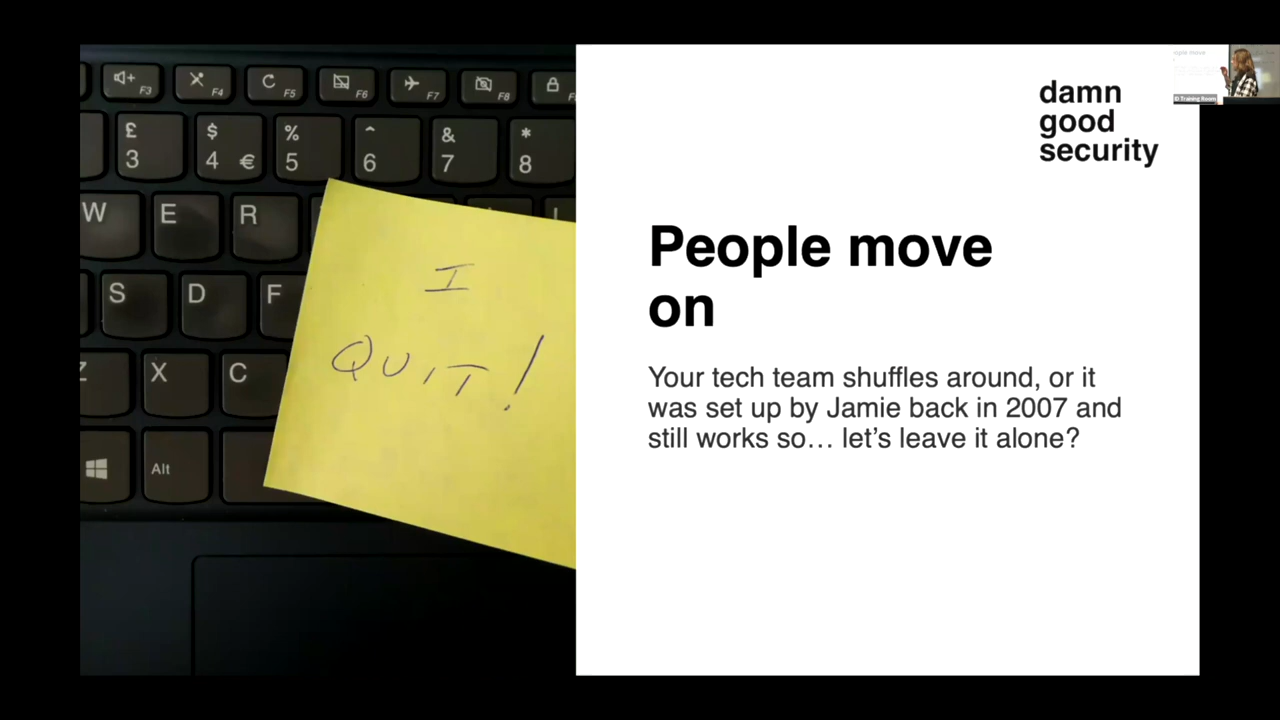 F3
F4
F5
F6
F7
F8
£
3
$
4 €
%
5
^
6
&
7
*
8
W
E
R
S
D
F
X
C
Alt
I
QUIT!
damn
good
security
People move
on
Your tech team shuffles around, or it
was set up by Jamie back in 2007 and
still works so… let’s leave it alone?
Training Room